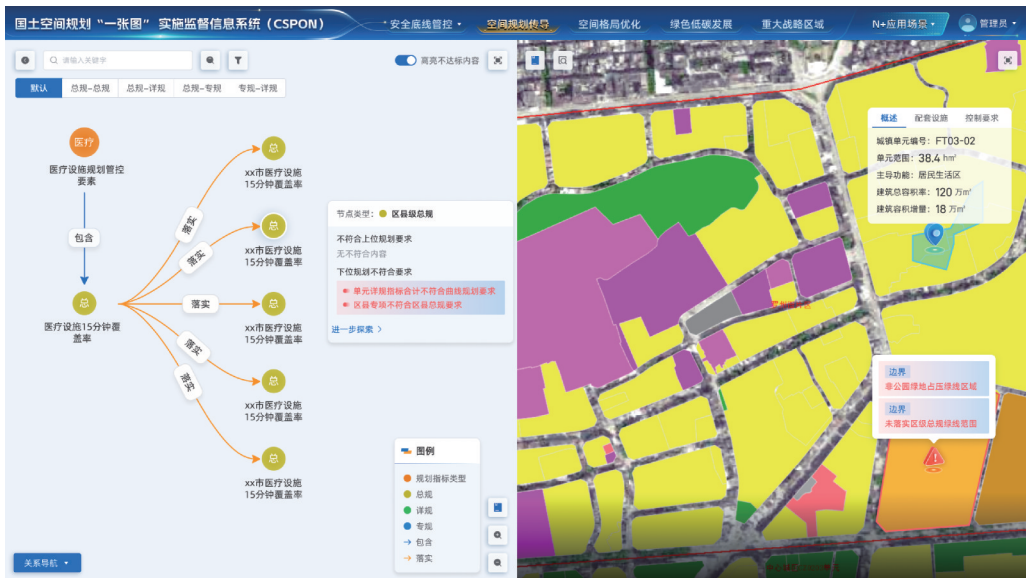 国土空间规划“一张图”实施监督信息系统（CSPON）
安全底线管控
空间规划传导
空间格局优化
绿色低碳发展
重大战略区域
N+应用场景
管理员
请输入关键字
高亮不达标内容
默认
总规-总规
总规-详规
总规-专规
专规-详规
医疗
医疗设施规划管控
要素
包含
总
医疗设施15分钟覆
盖率
落实
落实
落实
落实
落实
总
xx市医疗设施
15分钟覆盖率
总
xx市医疗设施
15分钟覆盖率
总
xx市医疗设施
15分钟覆盖率
总
xx市医疗设施
15分钟覆盖率
总
xx市医疗设施
15分钟覆盖率
节点类型： 区县级总规
不符合上位规划要求
无不符合内容
下位规划不符合要求
单元详规指标合计不符合曲线规划要求
区县专项不符合区县总规要求
进一步探索 >
图例
规划指标类型
总规
详规
专规
包含
落实
关系导航
概述
配套设施
控制要求
城镇单元编号：FT03-02
单元范围：38.4 hm²
主导功能：居民生活区
建筑总容积率：120 万㎡
建筑容积增量：18 万㎡
边界
非公园绿地占压绿线区域
边界
未落实区级总规绿线范围